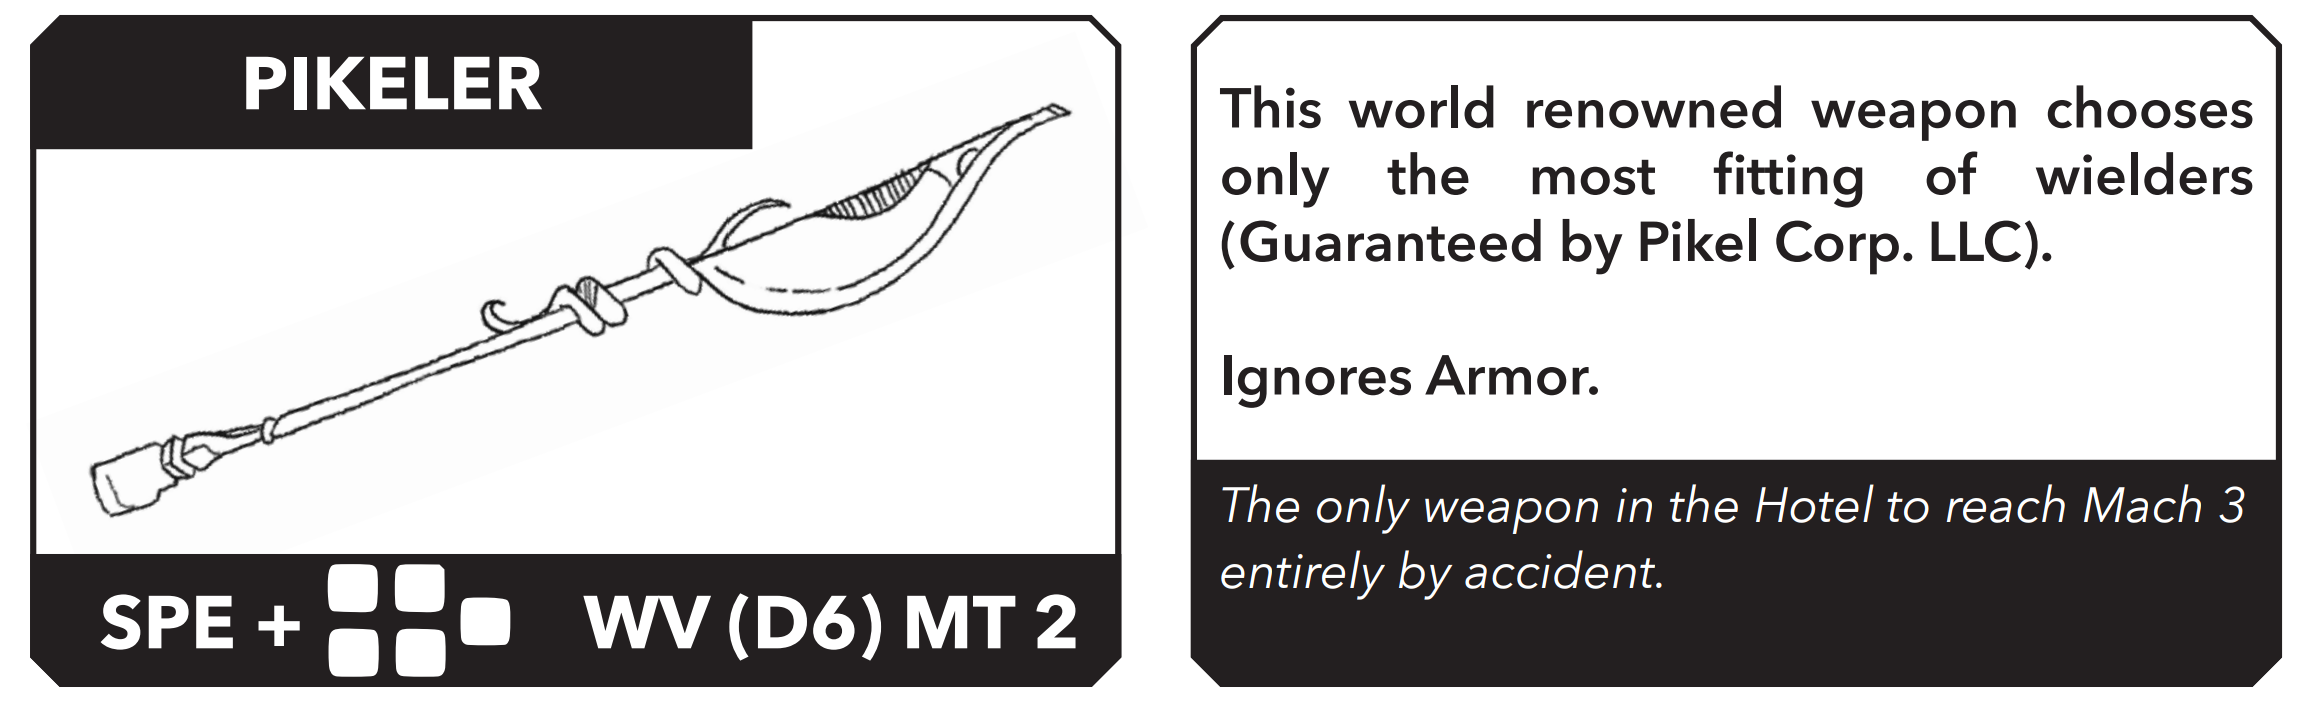 PIKELER
SPE + WV (D6) MT 2
This world renowned weapon chooses
only the most fitting of wielders
(Guaranteed by Pikel Corp. LLC).
Ignores Armor.
The only weapon in the Hotel to reach Mach 3
entirely by accident.